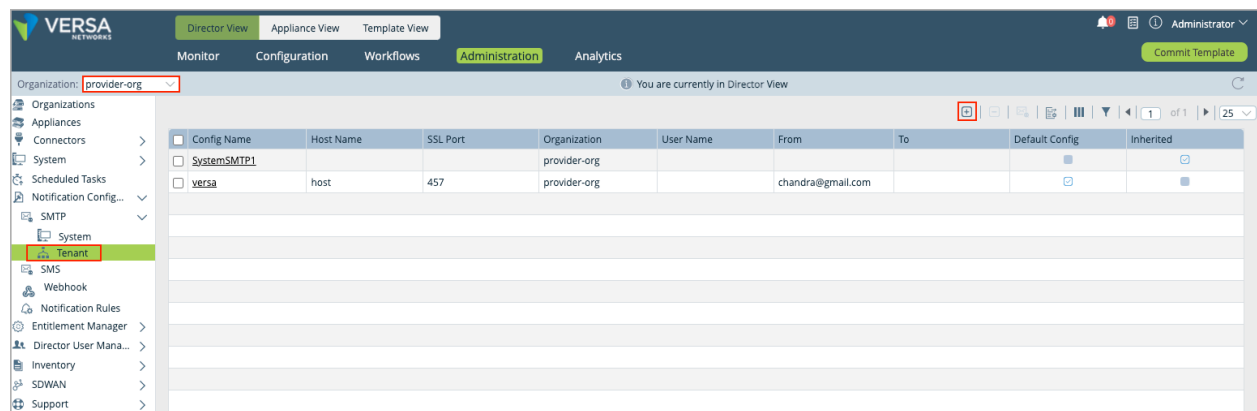 VERSA
NETWORKS
Director View Appliance View Template View
0 Administrator
Monitor Configuration Workflows Administration Analytics
Commit Template
Organization: provider-org
You are currently in Director View
Organizations
Appliances
Connectors
System
Scheduled Tasks
Notification Config...
SMTP
System
Tenant
SMS
Webhook
Notification Rules
Entitlement Manager
Director User Mana...
Inventory
SDWAN
Support
1 of 1 25
Config Name Host Name SSL Port Organization User Name From To Default Config Inherited
SystemSMTP1 provider-org
versa host 457 provider-org chandra@gmail.com